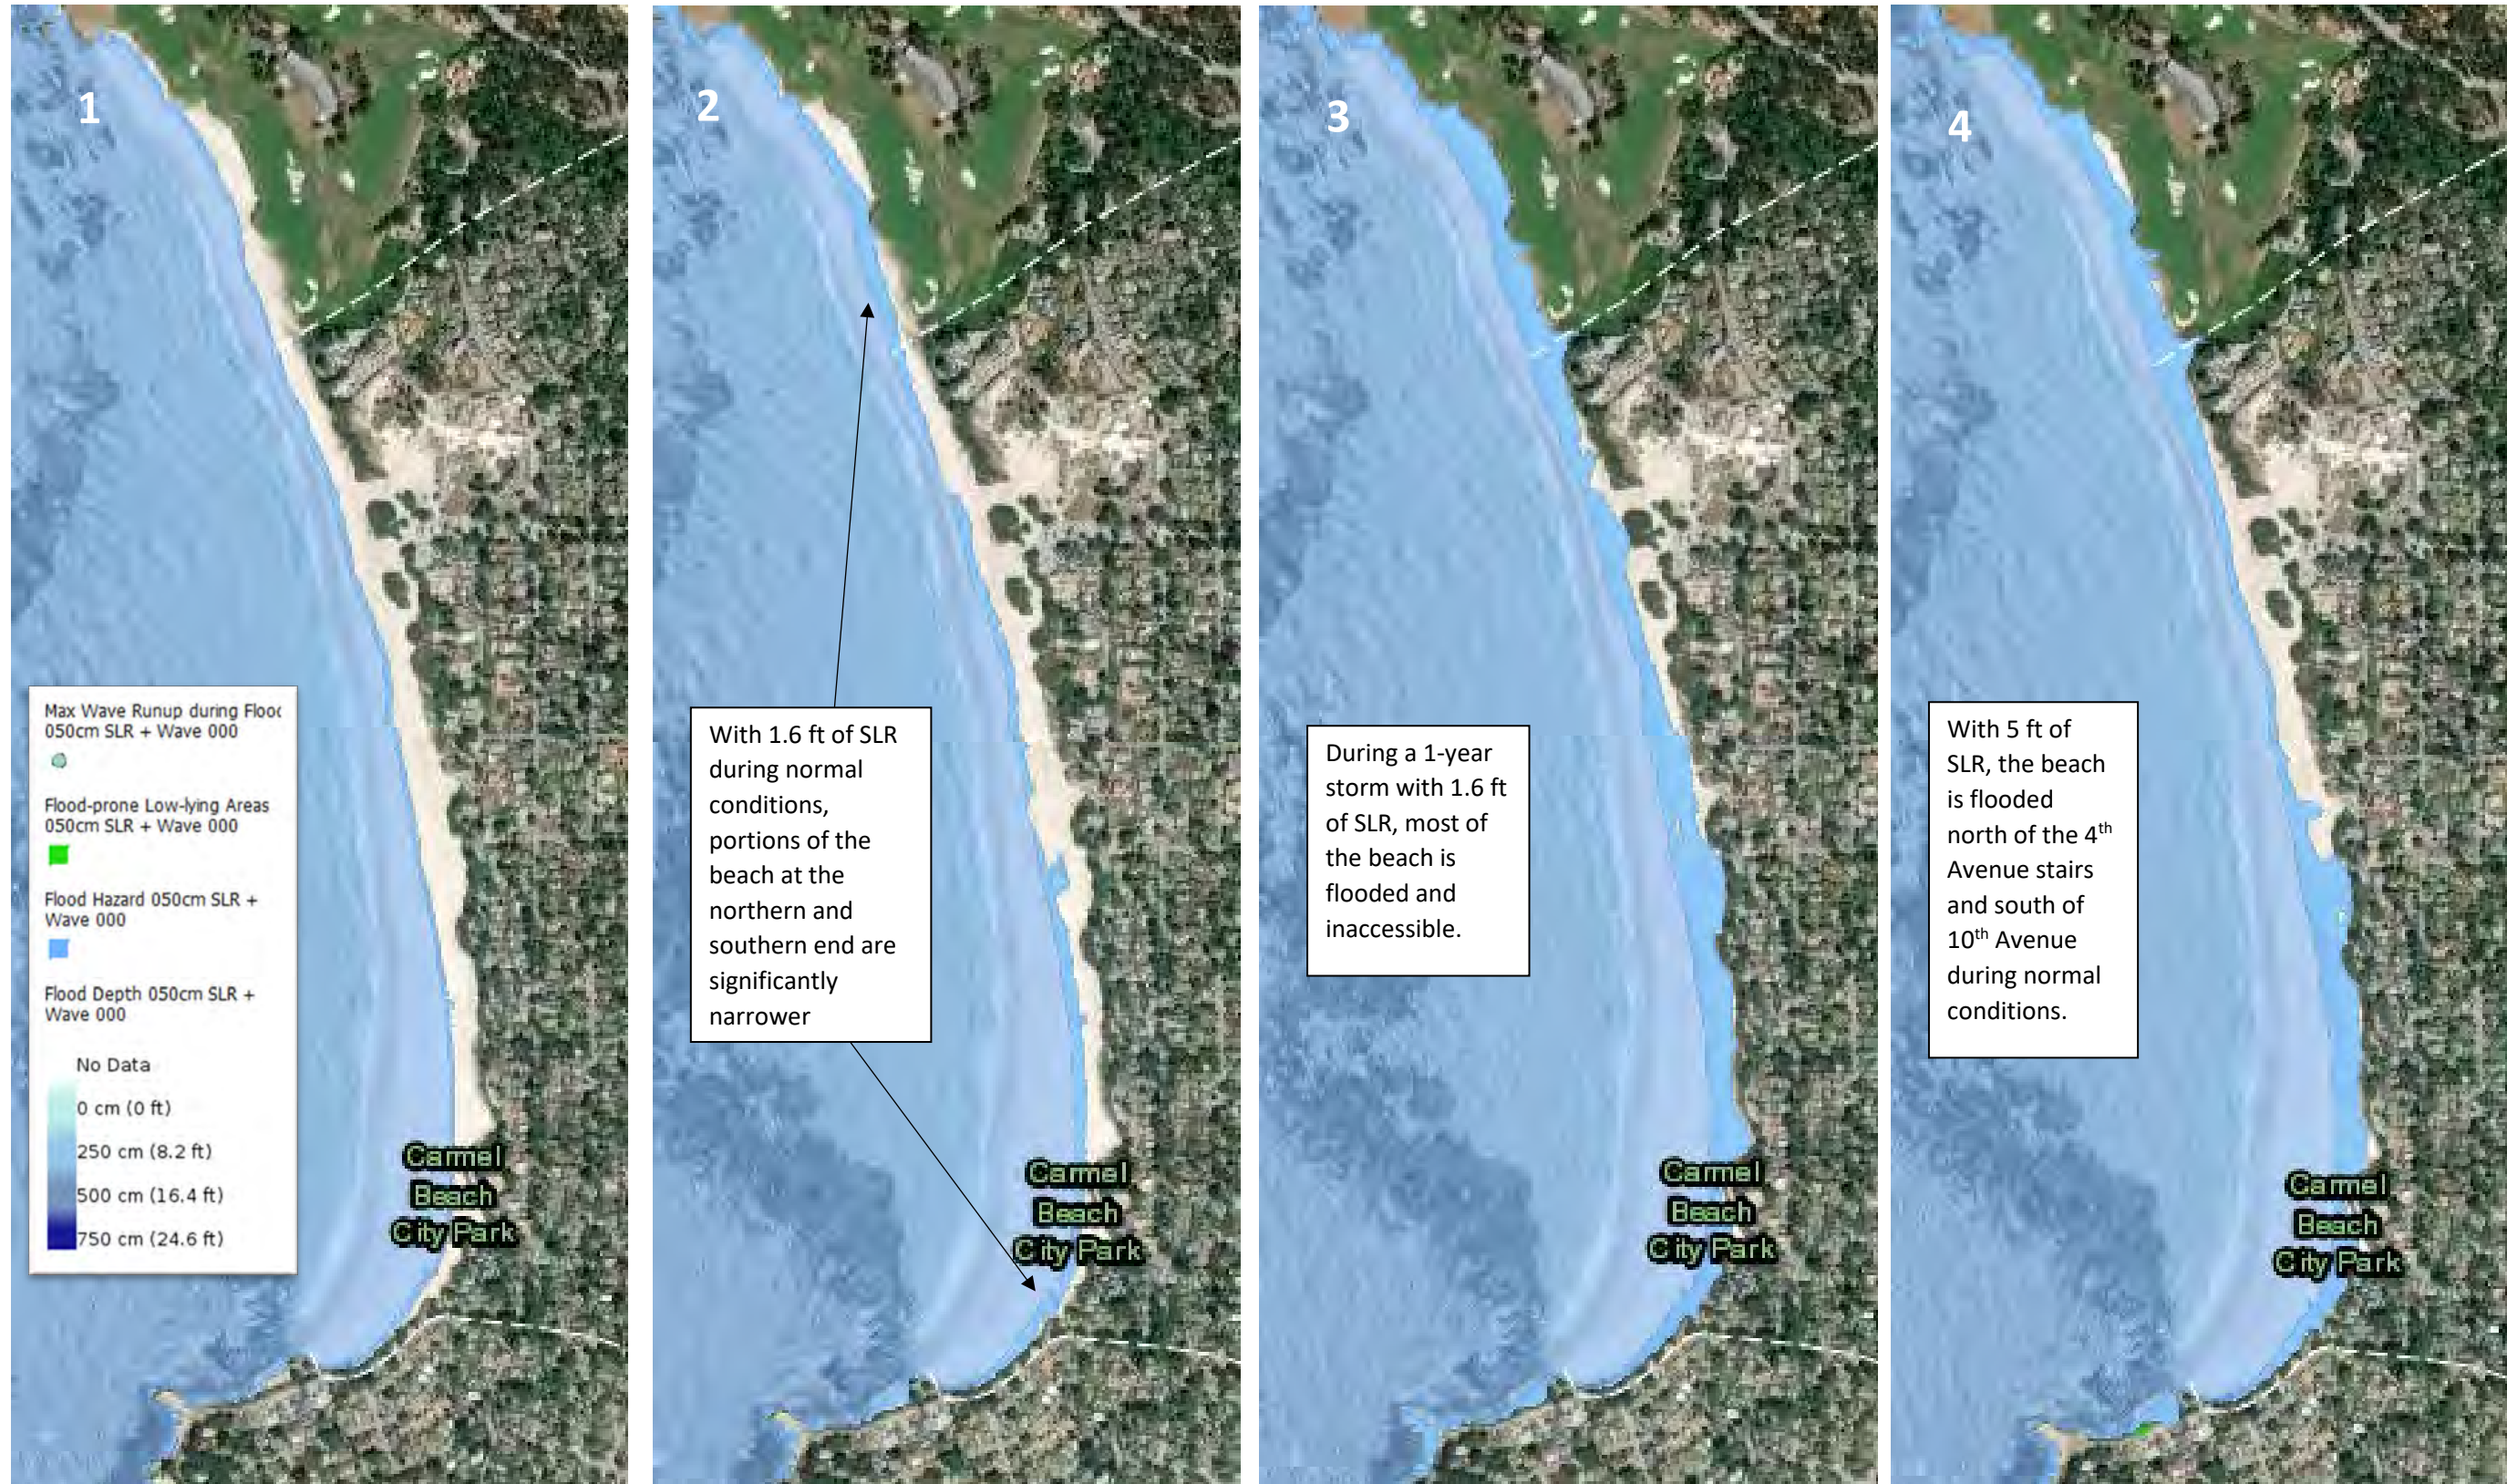 1
Max Wave Runup during Flood
050cm SLR + Wave 000
Flood-prone Low-lying Areas
050cm SLR + Wave 000
Flood Hazard 050cm SLR +
Wave 000
Flood Depth 050cm SLR +
Wave 000
No Data
0 cm (0 ft)
250 cm (8.2 ft)
500 cm (16.4 ft)
750 cm (24.6 ft)
Carmel
Beach
City Park
2
With 1.6 ft of SLR
during normal
conditions,
portions of the
beach at the
northern and
southern end are
significantly
narrower
Carmel
Beach
City Park
3
During a 1-year
storm with 1.6 ft
of SLR, most of
the beach is
flooded and
inaccessible.
Carmel
Beach
City Park
4
With 5 ft of
SLR, the beach
is flooded
north of the 4th
Avenue stairs
and south of
10th Avenue
during normal
conditions.
Carmel
Beach
City Park